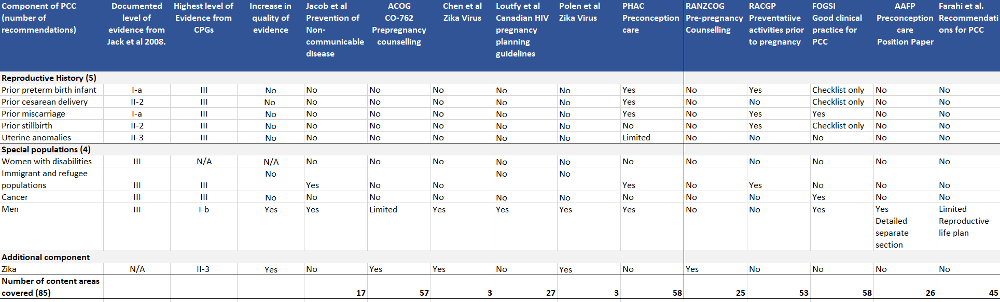 Component of PCC (number of recommendations) Documented level of evidence from Jack et al 2008. Highest level of Evidence from CPGs Increase in quality of evidence Jacob et al Prevention of Non-communicable disease ACOG CO-762 Prepregnancy counselling Chen et al Zika Virus Loutfy et al Canadian HIV pregnancy planning guidelines Polen et al Zika Virus PHAC Preconception care RANZCOG Pre-pregnancy Counselling RACGP Preventatiive activities prior to pregnancy FOGSI Good clinical practice for PCC AAFP Preconception care Position Paper Farahi et al. Recommendations for PCC
Reproductive History (5)
Prior preterm birth infant I-a III No No No No No No Yes No Yes Checklist only No No
Prior cesarean delivery II-2 III No No No No No No Yes No No Checklist only No No
Prior miscarriage I-a III No No No No No No Yes No Yes Yes No No
Prior stillbirth II-2 III No No No No No No No No Yes Checklist only No No
Uterine anomalies II-3 III No No No No No No Limited No No No No No
Special populations (4)
Women with disabilities III N/A N/A No No No No No No No No No No No
Immigrant and refugee populations III III No Yes No No No No Yes No Yes No No No
Cancer III III No No No No No No No No No Yes No No
Men III I-b Yes Yes Limited Yes Yes Yes Yes No No Yes Yes Detailed separate section Limited Reproductive life plan
Additional component
Zika N/A II-3 Yes No Yes Yes No Yes No Yes No No No No
Number of content areas covered (85) 17 57 3 27 3 58 25 53 58 26 45